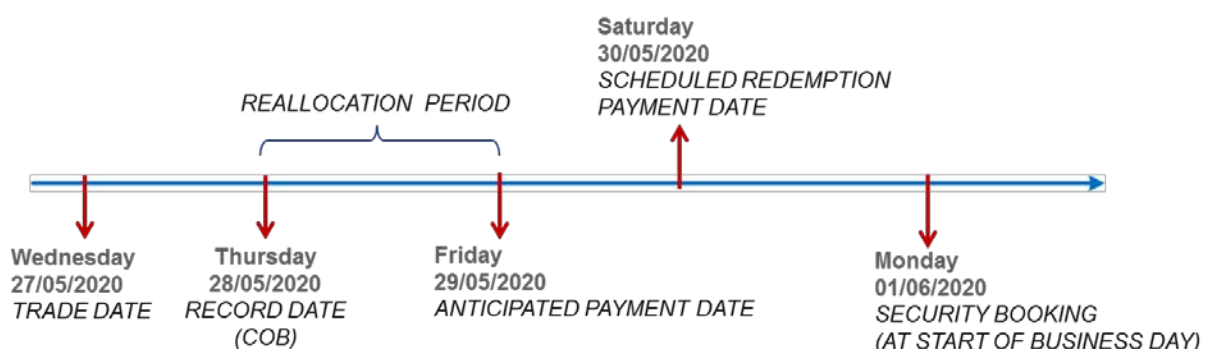 Saturday
30/05/2020
SCHEDULED REDEMPTION
PAYMENT DATE
REALLOCATION PERIOD
Wednesday
27/05/2020
TRADE DATE
Thursday
28/05/2020
RECORD DATE
(COB)
Friday
29/05/2020
ANTICIPATED PAYMENT DATE
Monday
01/06/2020
SECURITY BOOKING
(AT START OF BUSINESS DAY)